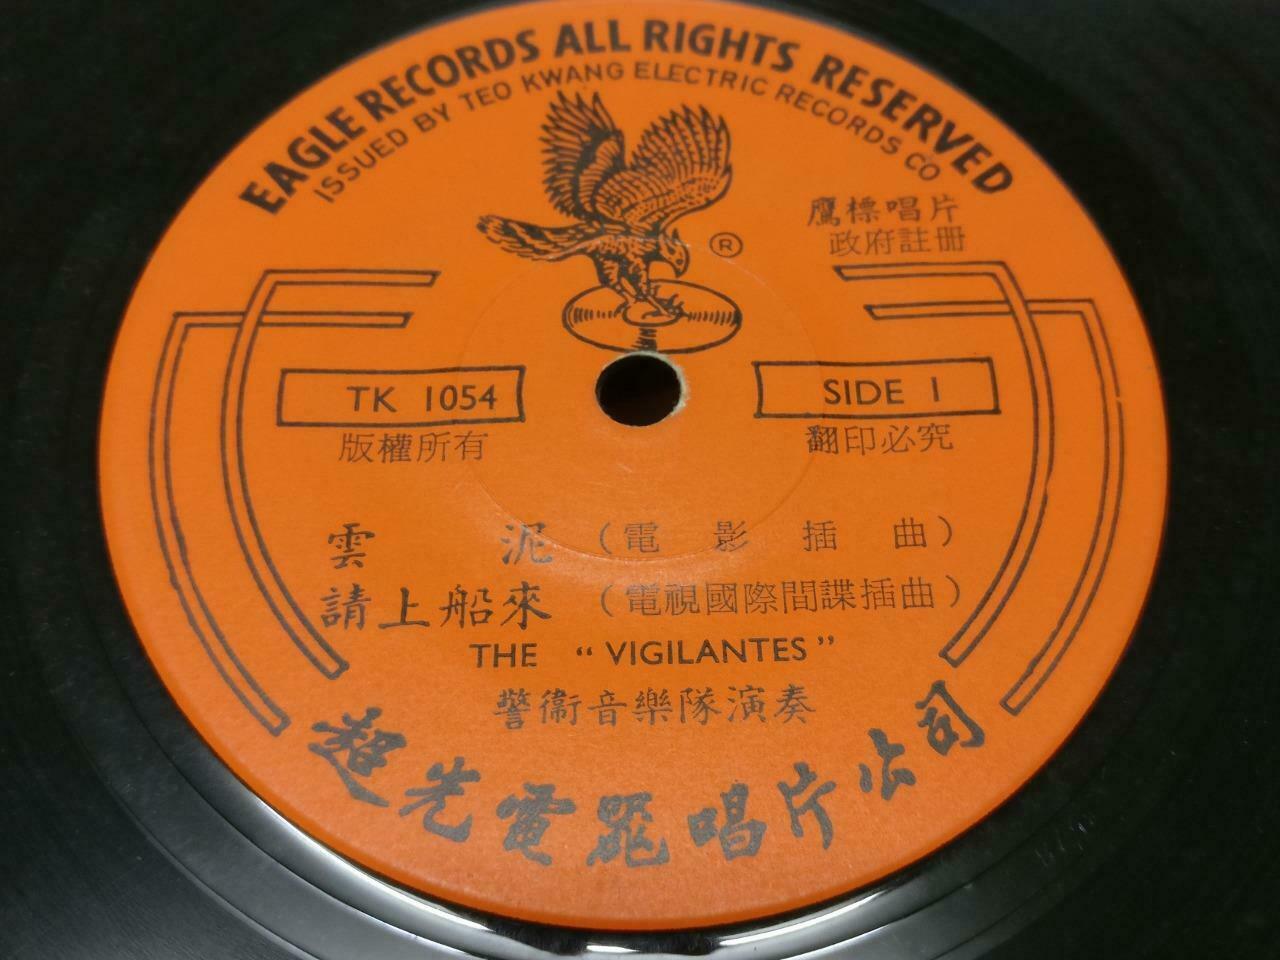 EAGLE RECORDS ALL RIGHTS RESERVED
ISSUED BY TEO KWANG ELECTRIC RECORDS CO
鷹標唱片
®
政府註冊
TK 1054
SIDE 1
版權所有
翻印必究
雲泥（電影插曲）
請上船來（電視國際間諜插曲）
THE “VIGILANTES”
警衞音樂隊演奏
超光電器唱片公司